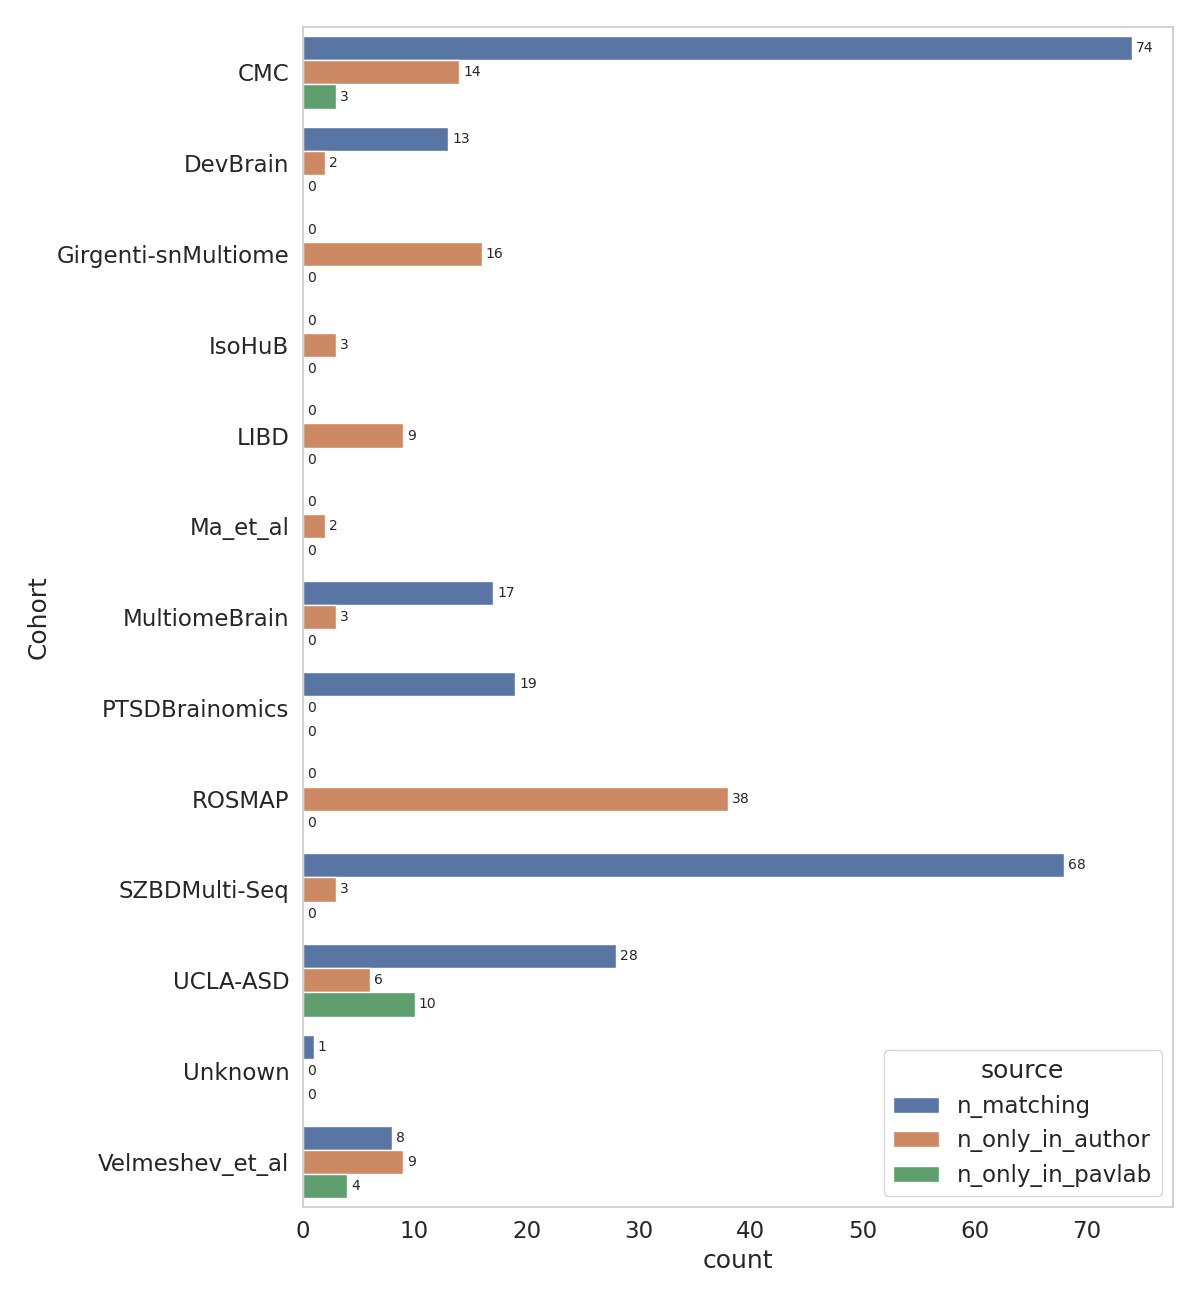 CMC
74
14
3
DevBrain
13
2
0
Girgenti-snMultiome
0
16
0
IsoHuB
0
3
0
LIBD
0
9
0
Ma_et_al
0
2
0
MultiomeBrain
17
3
0
PTSDBrainomics
19
0
0
ROSMAP
0
38
0
SZBDMulti-Seq
68
3
0
UCLA-ASD
28
6
10
Unknown
1
0
0
Velmeshev_et_al
8
9
4
Cohort
source
n_matching
n_only_in_author
n_only_in_pavlab
0 10 20 30 40 50 60 70
count